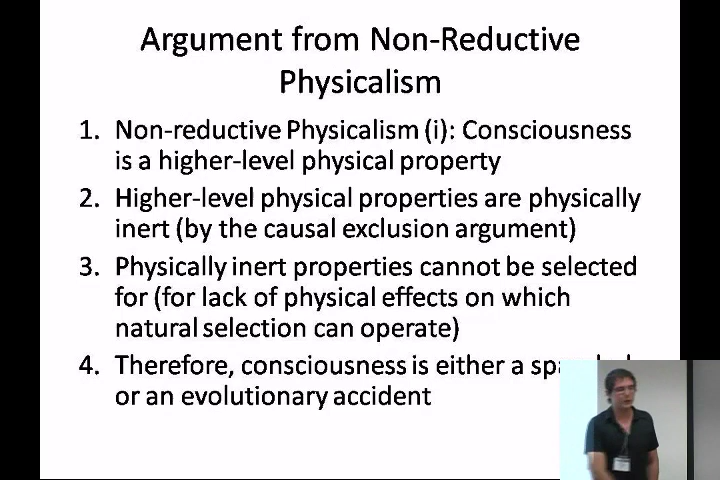 Argument from Non-Reductive
Physicalism
1. Non-reductive Physicalism (i): Consciousness
is a higher-level physical property
2. Higher-level physical properties are physically
inert (by the causal exclusion argument)
3. Physically inert properties cannot be selected
for (for lack of physical effects on which
natural selection can operate)
4. Therefore, consciousness is either a
or an evolutionary accident